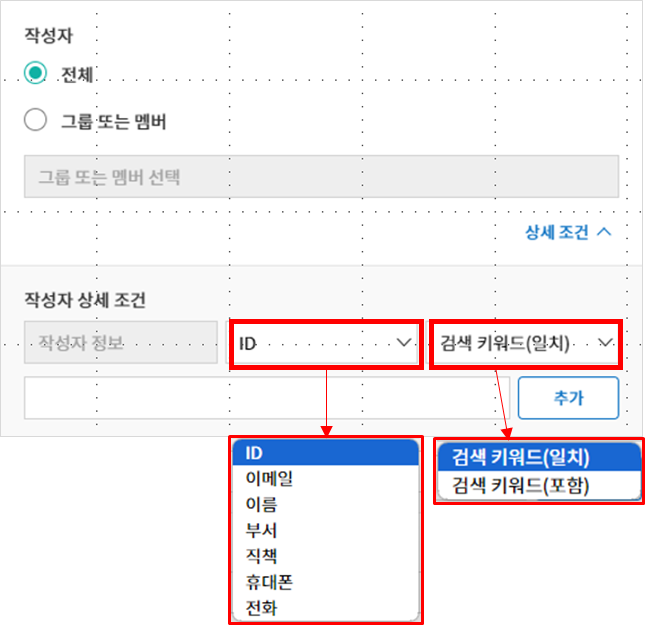 작성자
전체
그룹 또는 멤버
그룹 또는 멤버 선택
상세 조건
작성자 상세 조건
작성자 정보 ID 검색 키워드(일치)
추가
ID
이메일
이름
부서
직책
휴대폰
전화
검색 키워드(일치)
검색 키워드(포함)